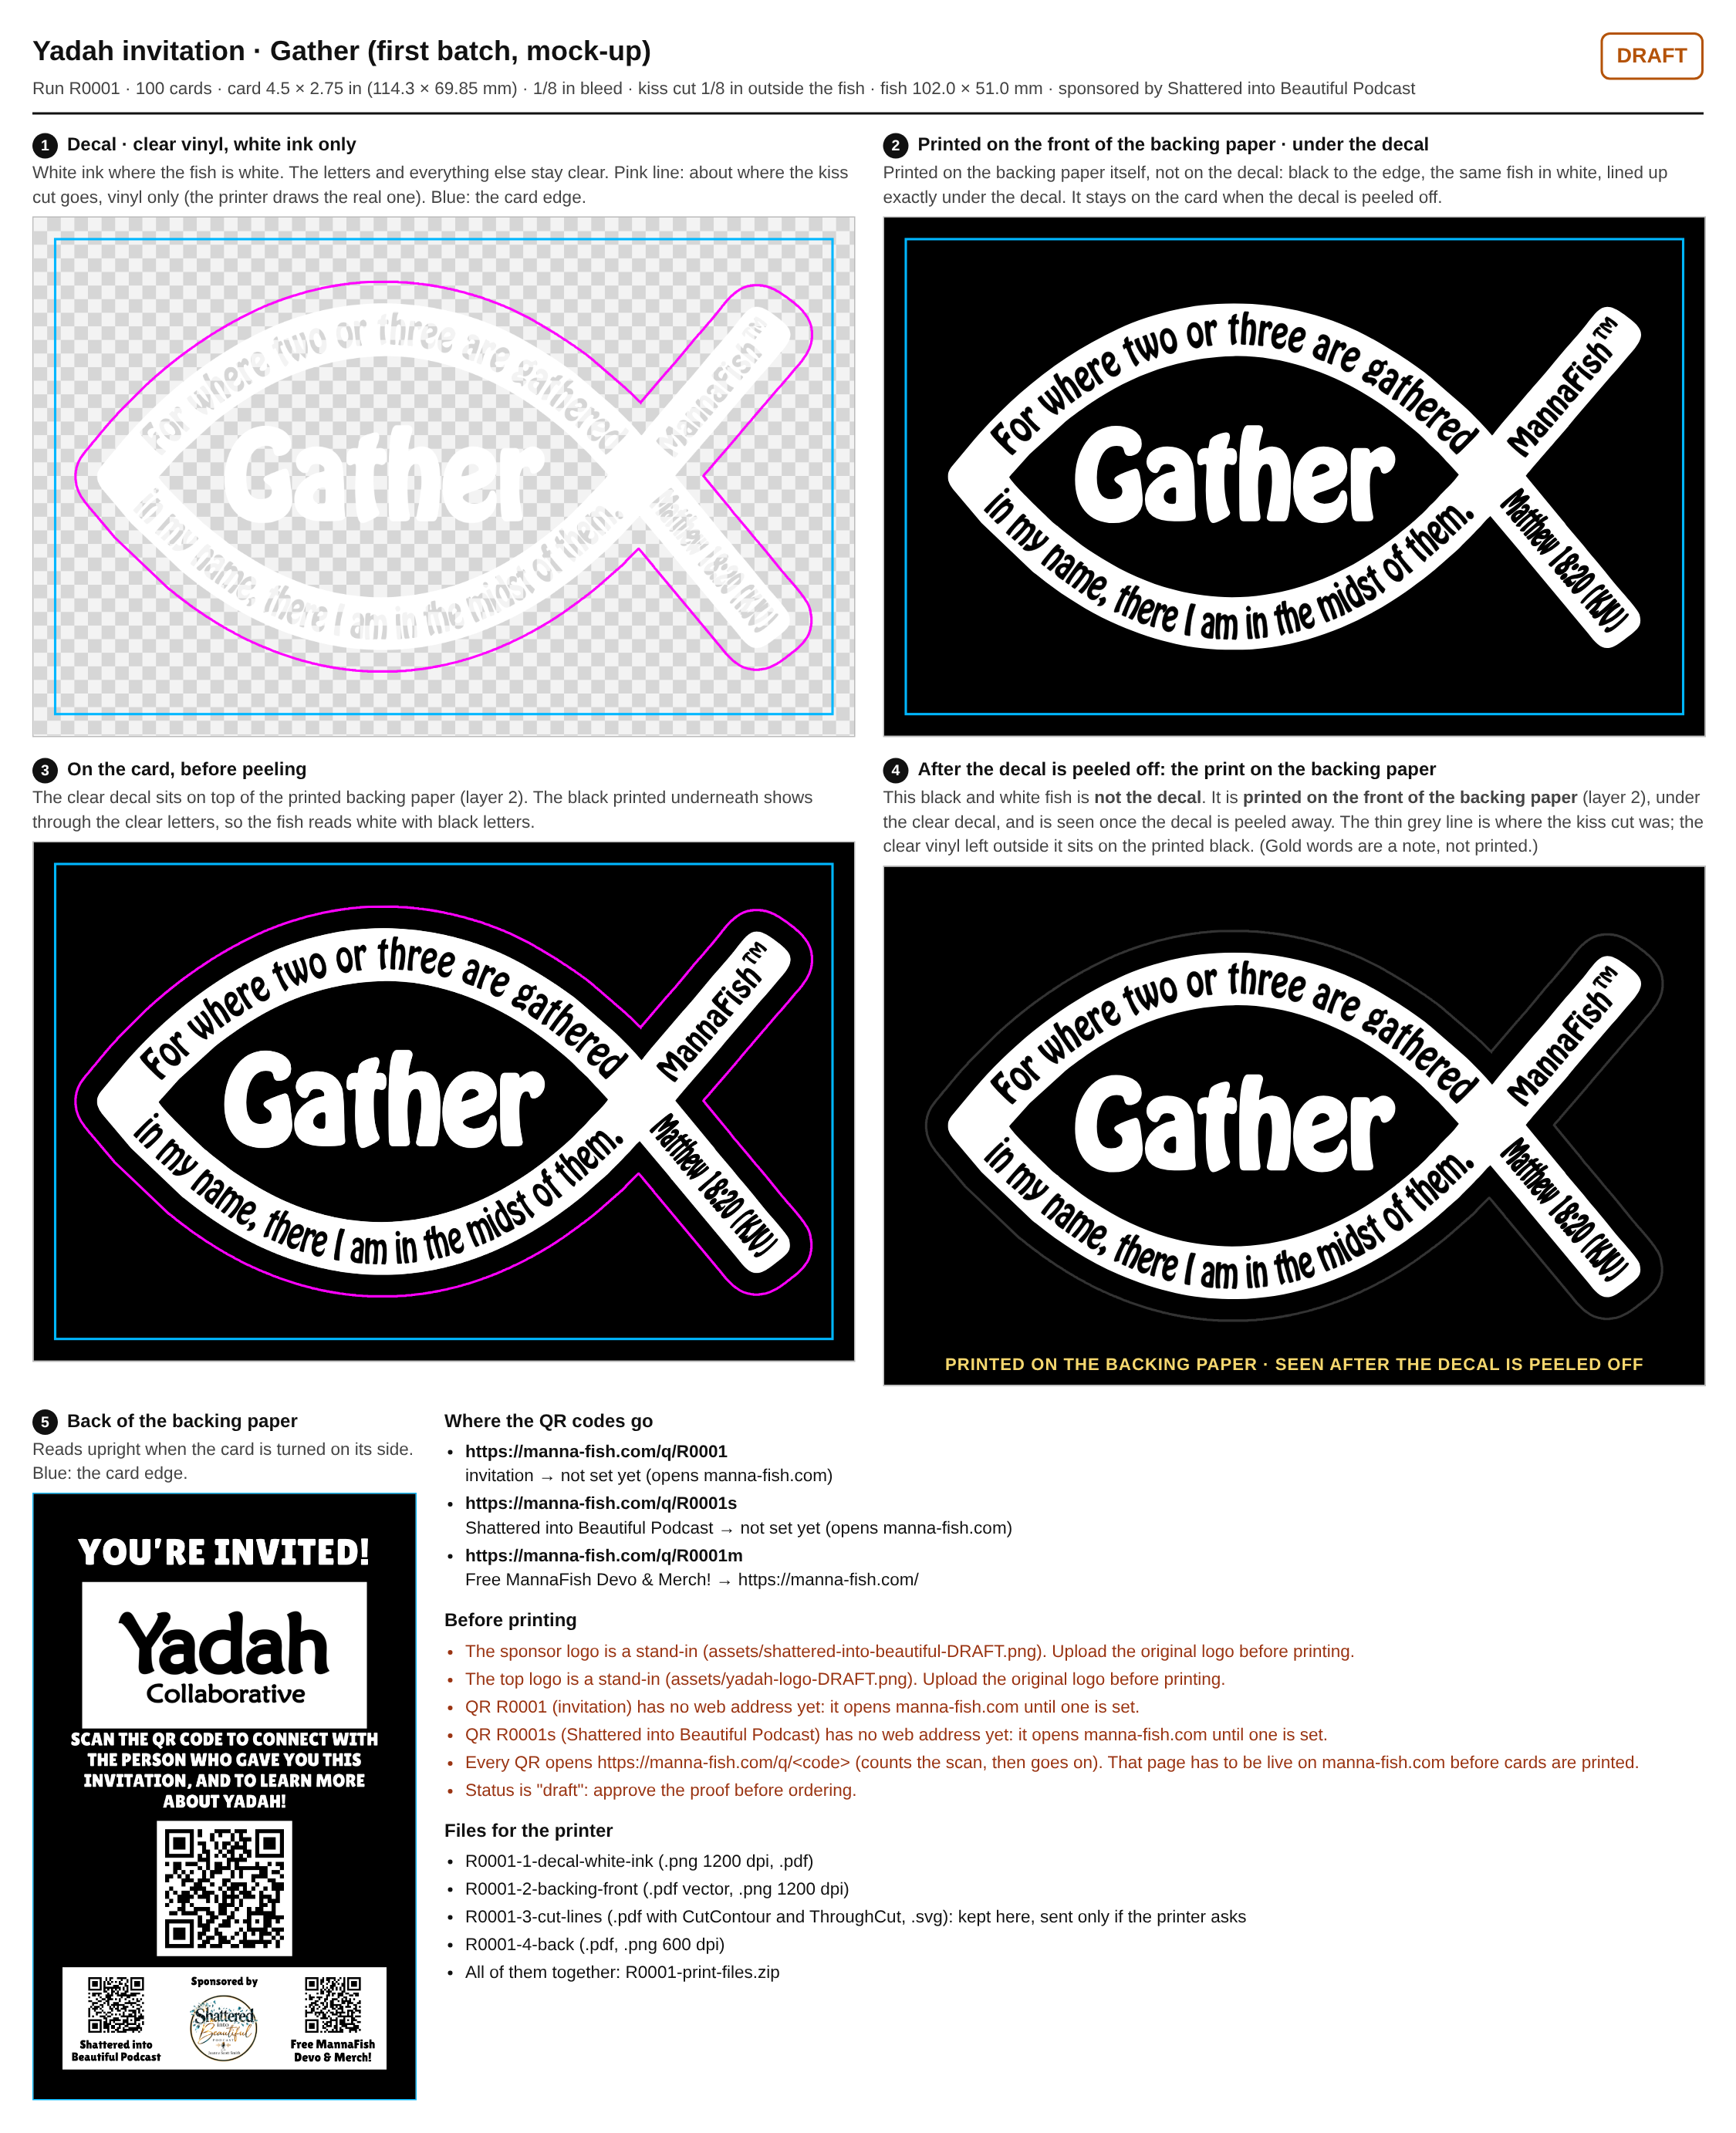 Yadah invitation · Gather (first batch, mock-up)
DRAFT
Run R0001 · 100 cards · card 4.5 × 2.75 in (114.3 × 69.85 mm) · 1/8 in bleed · kiss cut 1/8 in outside the fish · fish 102.0 × 51.0 mm · sponsored by Shattered into Beautiful Podcast
1 Decal · clear vinyl, white ink only
White ink where the fish is white. The letters and everything else stay clear. Pink line: about where the kiss
cut goes, vinyl only (the printer draws the real one). Blue: the card edge.
For where two or three are gathered
MannaFish™
Gather
in my name, there I am in the midst of them.
Matthew 18:20 (KJV)
2 Printed on the front of the backing paper · under the decal
Printed on the backing paper itself, not on the decal: black to the edge, the same fish in white, lined up
exactly under the decal. It stays on the card when the decal is peeled off.
For where two or three are gathered
MannaFish™
Gather
in my name, there I am in the midst of them.
Matthew 18:20 (KJV)
3 On the card, before peeling
The clear decal sits on top of the printed backing paper (layer 2). The black printed underneath shows
through the clear letters, so the fish reads white with black letters.
For where two or three are gathered
MannaFish™
Gather
in my name, there I am in the midst of them.
Matthew 18:20 (KJV)
4 After the decal is peeled off: the print on the backing paper
This black and white fish is not the decal. It is printed on the front of the backing paper (layer 2), under
the clear decal, and is seen once the decal is peeled away. The thin grey line is where the kiss cut was; the
clear vinyl left outside it sits on the printed black. (Gold words are a note, not printed.)
For where two or three are gathered
MannaFish™
Gather
in my name, there I am in the midst of them.
Matthew 18:20 (KJV)
PRINTED ON THE BACKING PAPER · SEEN AFTER THE DECAL IS PEELED OFF
5 Back of the backing paper
Reads upright when the card is turned on its side.
Blue: the card edge.
YOU'RE INVITED!
Yadah
Collaborative
SCAN THE QR CODE TO CONNECT WITH
THE PERSON WHO GAVE YOU THIS
INVITATION, AND TO LEARN MORE
ABOUT YADAH!
Sponsored by
Shattered
into
Beautiful
PODCAST
Shattered into
Beautiful Podcast
Free MannaFish
Devo & Merch!
Where the QR codes go
• https://manna-fish.com/q/R0001
invitation → not set yet (opens manna-fish.com)
• https://manna-fish.com/q/R0001s
Shattered into Beautiful Podcast → not set yet (opens manna-fish.com)
• https://manna-fish.com/q/R0001m
Free MannaFish Devo & Merch! → https://manna-fish.com/
Before printing
• The sponsor logo is a stand-in (assets/shattered-into-beautiful-DRAFT.png). Upload the original logo before printing.
• The top logo is a stand-in (assets/yadah-logo-DRAFT.png). Upload the original logo before printing.
• QR R0001 (invitation) has no web address yet: it opens manna-fish.com until one is set.
• QR R0001s (Shattered into Beautiful Podcast) has no web address yet: it opens manna-fish.com until one is set.
• Every QR opens https://manna-fish.com/q/<code> (counts the scan, then goes on). That page has to be live on manna-fish.com before cards are printed.
• Status is "draft": approve the proof before ordering.
Files for the printer
• R0001-1-decal-white-ink (.png 1200 dpi, .pdf)
• R0001-2-backing-front (.pdf vector, .png 1200 dpi)
• R0001-3-cut-lines (.pdf with CutContour and ThroughCut, .svg): kept here, sent only if the printer asks
• R0001-4-back (.pdf, .png 600 dpi)
• All of them together: R0001-print-files.zip